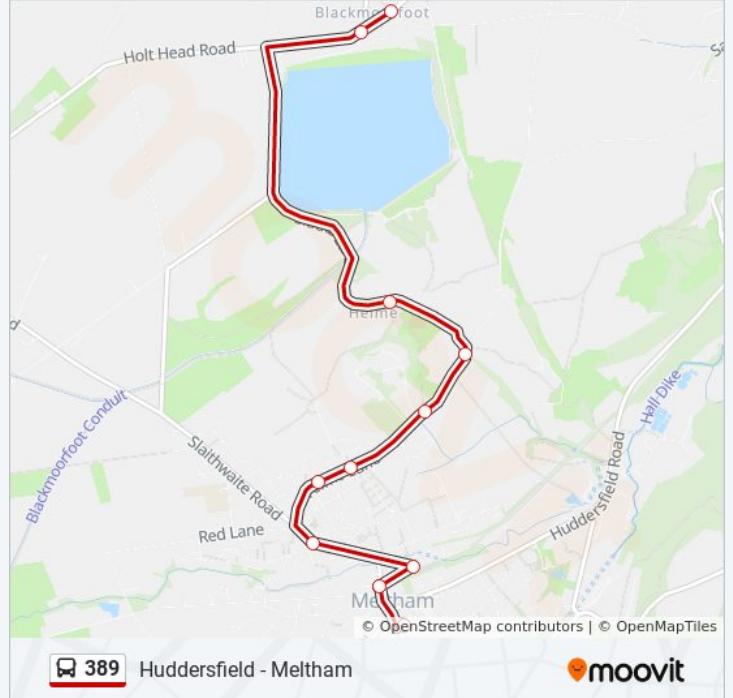 Blackmoorfoot
Holt Head Road
Helme
Blackmoorfoot Conduit
Hall Dike
Slaithwaite Road
Huddersfield Road
Red Lane
Meltham
© OpenStreetMap contributors | © OpenMapTiles
389 Huddersfield - Meltham
moovit